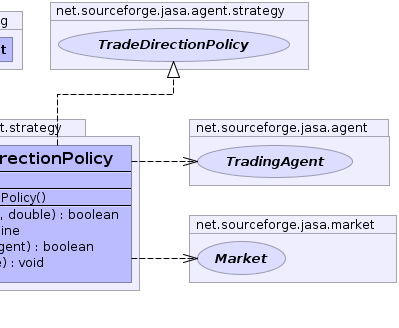 g
net.sourceforge.jasa.agent.strategy
t
TradeDirectionPolicy
t.strategy
net.sourceforge.jasa.agent
rectionPolicy
TradingAgent
Policy()
, double) : boolean
ine
gent) : boolean
e) : void
net.sourceforge.jasa.market
Market